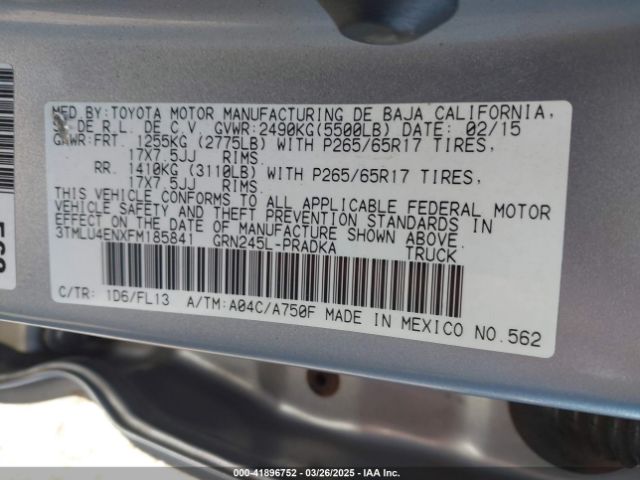 MFD.BY:TOYOTA MOTOR MANUFACTURING DE BAJA CALIFORNIA,
S. DE R.L. DE C.V. GVWR:2490KG(5500LB) DATE: 02/15
GAWR:FRT. 1255KG (2775LB) WITH P265/65R17 TIRES,
17X7.5JJ RIMS.
RR. 1410KG (3110LB) WITH P265/65R17 TIRES,
17X7.5JJ RIMS.
THIS VEHICLE CONFORMS TO ALL APPLICABLE FEDERAL MOTOR
VEHICLE SAFETY AND THEFT PREVENTION STANDARDS IN
EFFECT ON THE DATE OF MANUFACTURE SHOWN ABOVE.
3TMLU4ENXFM185841 GRN245L-PRADKA TRUCK
C/TR: 1D6/FL13 A/TM:A04C/A750F MADE IN MEXICO NO.562
000-41896752 | 03/26/2025 | IAA Inc.